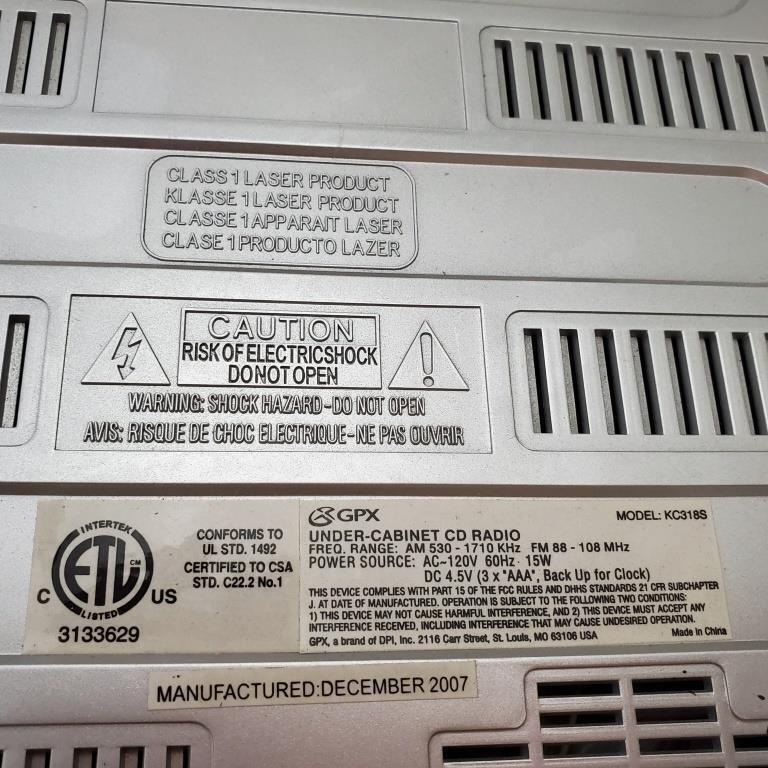 CLASS 1 LASER PRODUCT
KLASSE 1 LASER PRODUCT
CLASSE 1 APPARAIT LASER
CLASE 1 PRODUCTO LAZER
CAUTION
RISK OF ELECTRIC SHOCK
DO NOT OPEN
WARNING: SHOCK HAZARD-DO NOT OPEN
AVIS: RISQUE DE CHOC ELECTRIQUE-NE PAS OUVRIR
INTERTEK
ETL CM
LISTED
C US
3133629
CONFORMS TO
UL STD. 1492
CERTIFIED TO CSA
STD. C22.2 No.1
GPX MODEL: KC318S
UNDER-CABINET CD RADIO
FREQ. RANGE: AM 530 - 1710 KHz FM 88 - 108 MHz
POWER SOURCE: AC~120V 60Hz 15W
DC 4.5V (3 x "AAA", Back Up for Clock)
THIS DEVICE COMPLIES WITH PART 15 OF THE FCC RULES AND DHHS STANDARDS 21 CFR SUBCHAPTER
J. AT DATE OF MANUFACTURED. OPERATION IS SUBJECT TO THE FOLLOWING TWO CONDITIONS:
1) THIS DEVICE MAY NOT CAUSE HARMFUL INTERFERENCE, AND 2) THIS DEVICE MUST ACCEPT ANY
INTERFERENCE RECEIVED, INCLUDING INTERFERENCE THAT MAY CAUSE UNDESIRED OPERATION.
GPX, a brand of DPI, Inc. 2116 Carr Street, St. Louis, MO 63106 USA Made in China
MANUFACTURED:DECEMBER 2007